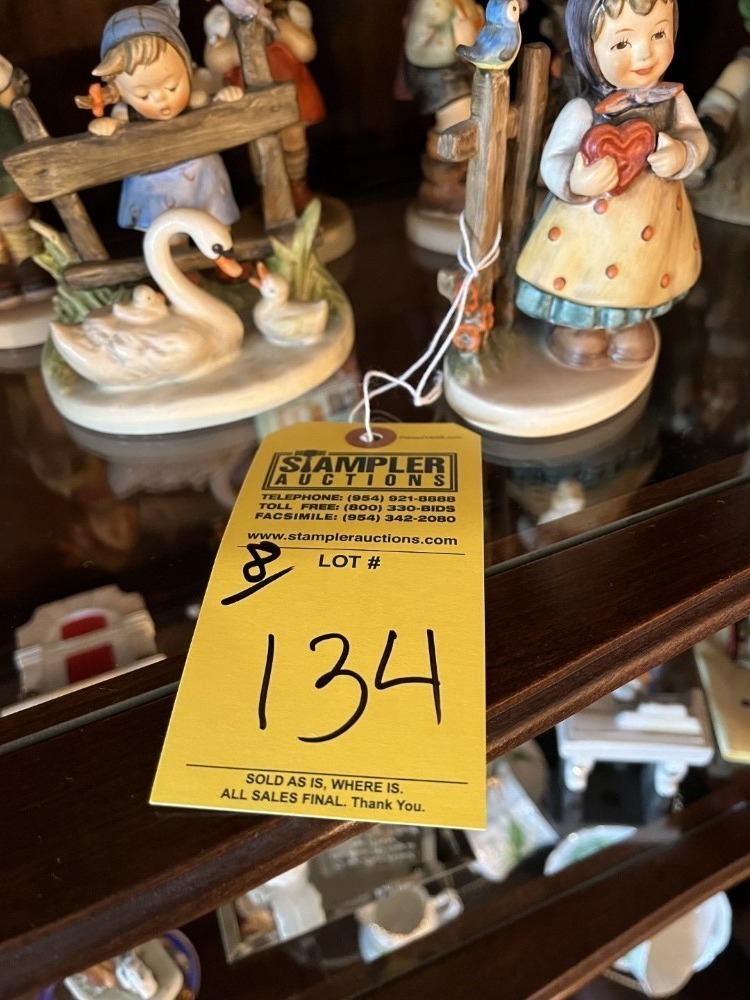 STAMPLER
AUCTIONS
TELEPHONE: (954) 921-8888
TOLL FREE: (800) 330-BIDS
FACSIMILE: (954) 342-2080
www.stamplerauctions.com
8/ LOT #
134
SOLD AS IS, WHERE IS.
ALL SALES FINAL. Thank You.